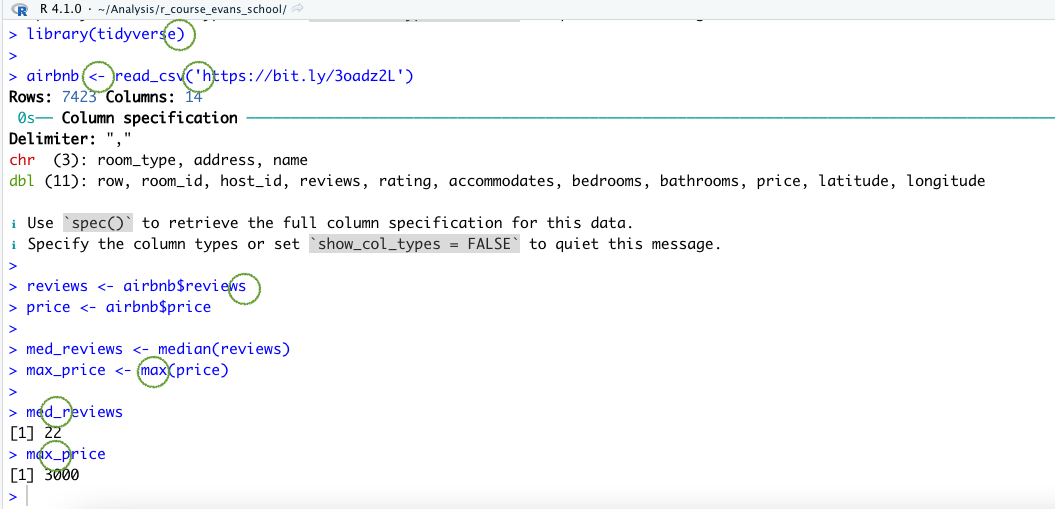 R 4.1.0 · ~/Analysis/r_course_evans_school/
> library(tidyverse)
>
> airbnb <- read_csv('https://bit.ly/3oadz2L')
Rows: 7423 Columns: 14
0s── Column specification ────────────────────────────────
Delimiter: ","
chr  (3): room_type, address, name
dbl (11): row, room_id, host_id, reviews, rating, accommodates, bedrooms, bathrooms, price, latitude, longitude
ℹ Use `spec()` to retrieve the full column specification for this data.
ℹ Specify the column types or set `show_col_types = FALSE` to quiet this message.
>
> reviews <- airbnb$reviews
> price <- airbnb$price
>
> med_reviews <- median(reviews)
> max_price <- max(price)
>
> med_reviews
[1] 22
> max_price
[1] 3000
>